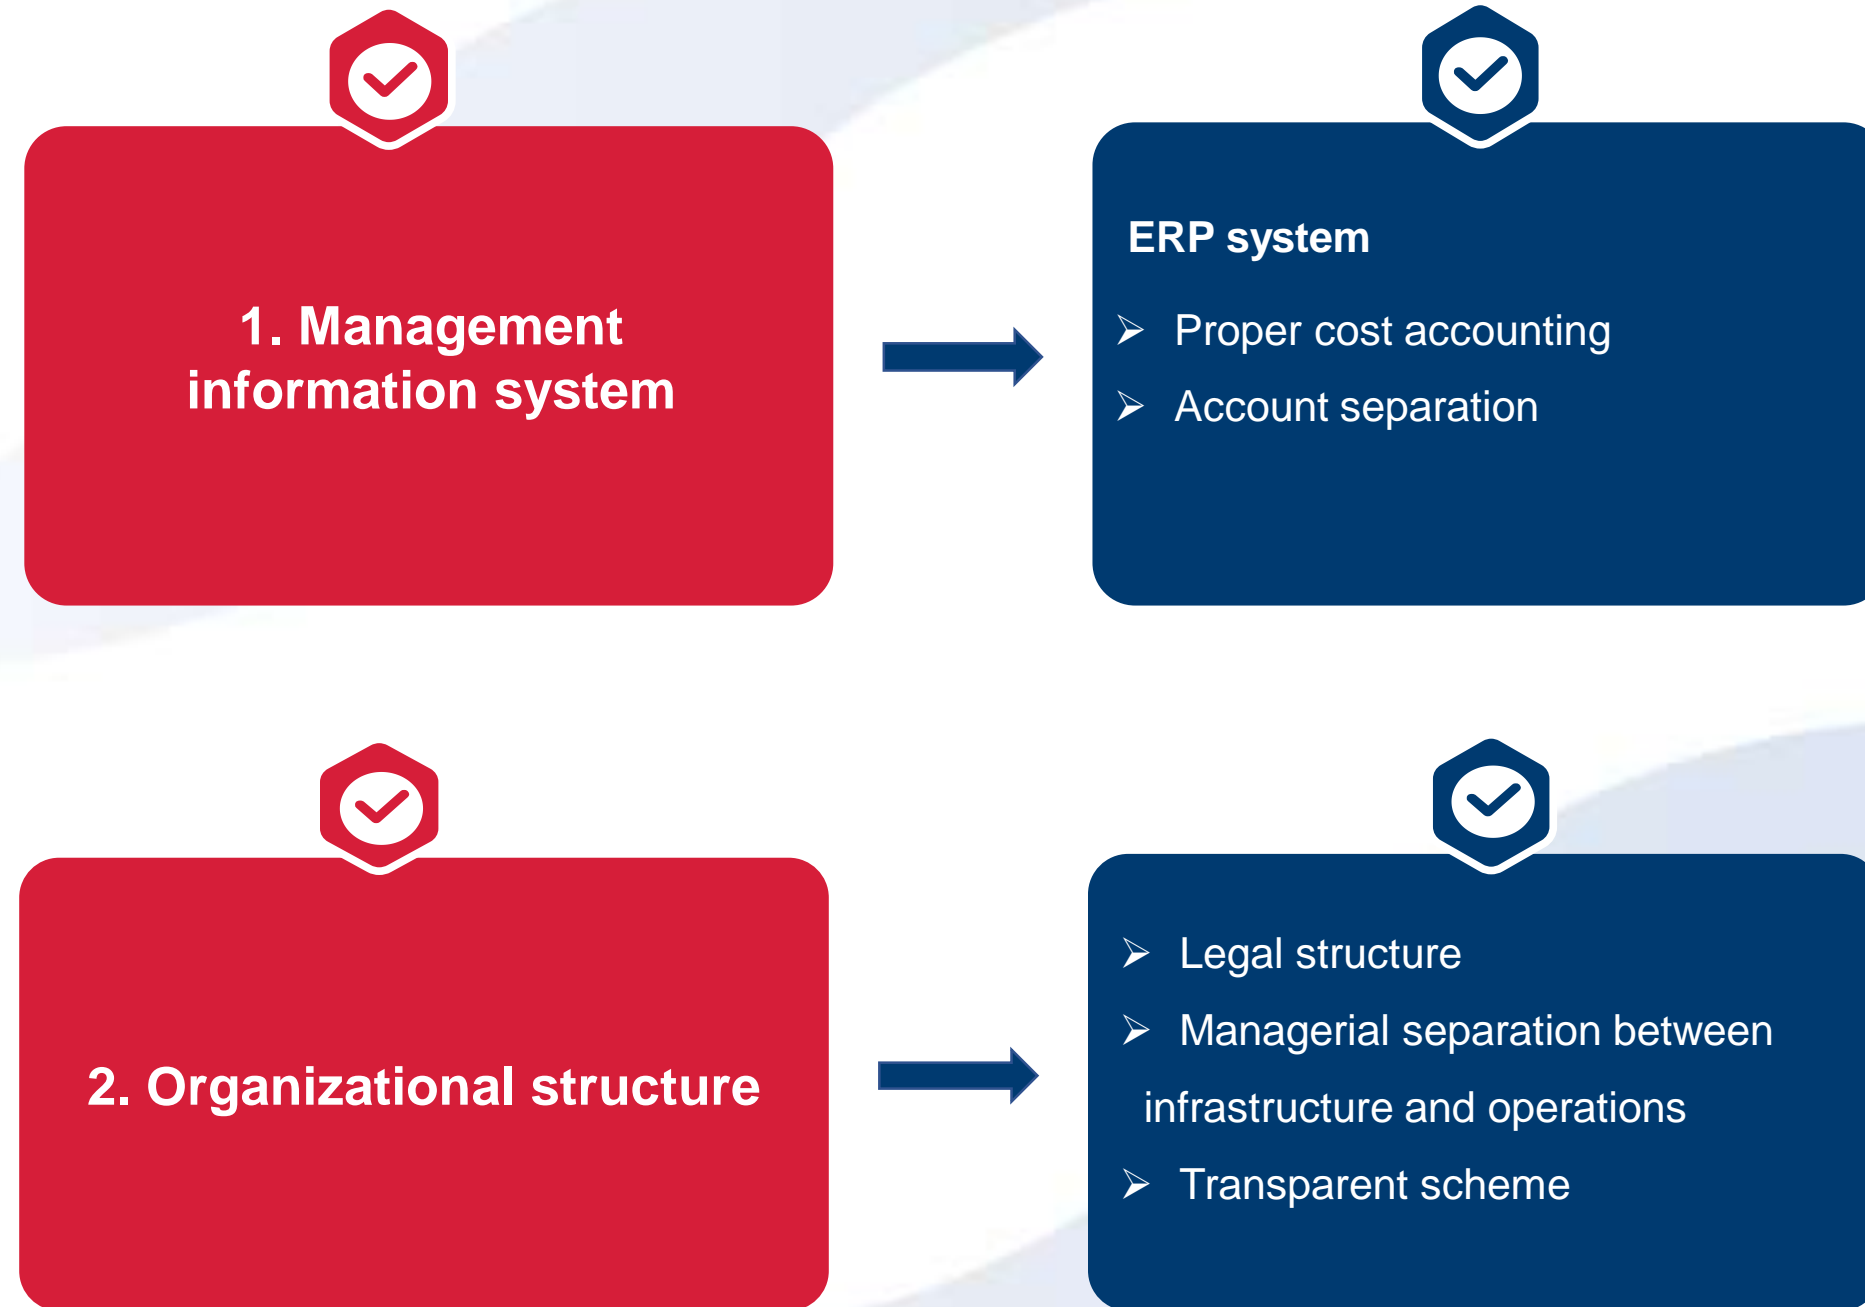 1. Management
information system
ERP system
➢ Proper cost accounting
➢ Account separation
2. Organizational structure
➢ Legal structure
➢ Managerial separation between
infrastructure and operations
➢ Transparent scheme